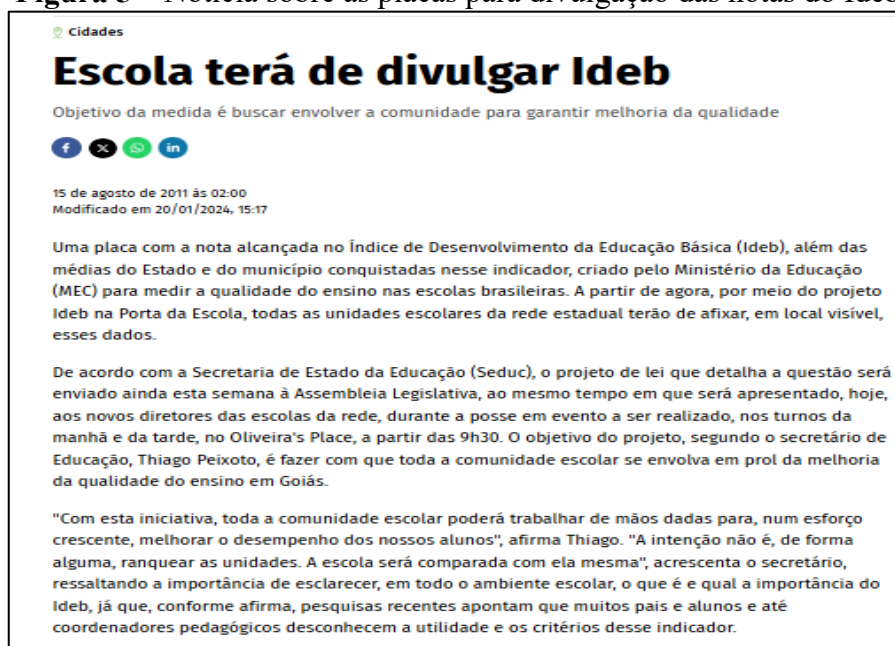 Figura 3 – Notícia sobre as placas para divulgação das notas do Ideb
Cidades
Escola terá de divulgar Ideb
Objetivo da medida é buscar envolver a comunidade para garantir melhoria da qualidade
15 de agosto de 2011 às 02:00
Modificado em 20/01/2024, 15:17
Uma placa com a nota alcançada no Índice de Desenvolvimento da Educação Básica (Ideb), além das
médias do Estado e do município conquistadas nesse indicador, criado pelo Ministério da Educação
(MEC) para medir a qualidade do ensino nas escolas brasileiras. A partir de agora, por meio do projeto
Ideb na Porta da Escola, todas as unidades escolares da rede estadual terão de afixar, em local visível,
esses dados.
De acordo com a Secretaria de Estado da Educação (Seduc), o projeto de lei que detalha a questão será
enviado ainda esta semana à Assembleia Legislativa, ao mesmo tempo em que será apresentado, hoje,
aos novos diretores das escolas da rede, durante a posse em evento a ser realizado, nos turnos da
manhã e da tarde, no Oliveira's Place, a partir das 9h30. O objetivo do projeto, segundo o secretário de
Educação, Thiago Peixoto, é fazer com que toda a comunidade escolar se envolva em prol da melhoria
da qualidade do ensino em Goiás.
"Com esta iniciativa, toda a comunidade escolar poderá trabalhar de mãos dadas para, num esforço
crescente, melhorar o desempenho dos nossos alunos", afirma Thiago. "A intenção não é, de forma
alguma, ranquear as unidades. A escola será comparada com ela mesma", acrescenta o secretário,
ressaltando a importância de esclarecer, em todo o ambiente escolar, o que é e qual a importância do
Ideb, já que, conforme afirma, pesquisas recentes apontam que muitos pais e alunos e até
coordenadores pedagógicos desconhecem a utilidade e os critérios desse indicador.